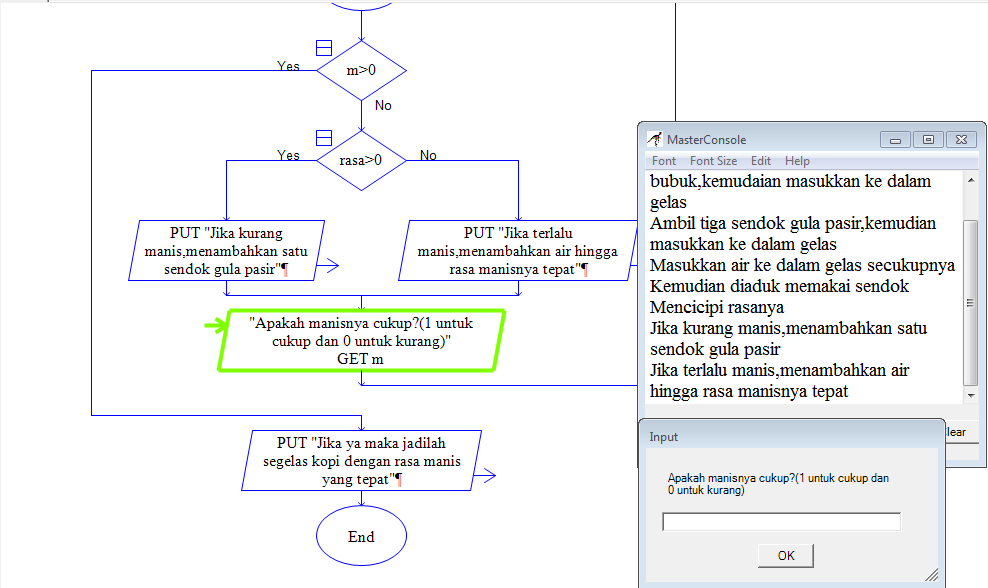 Yes
m>0
No
Yes
rasa>0
No
PUT "Jika kurang
manis,menambahkan satu
sendok gula pasir"¶
PUT "Jika terlalu
manis,menambahkan air hingga
rasa manisnya tepat"¶
"Apakah manisnya cukup?(1 untuk
cukup dan 0 untuk kurang)"
GET m
PUT "Jika ya maka jadilah
segelas kopi dengan rasa manis
yang tepat"¶
End
MasterConsole
Font Font Size Edit Help
bubuk,kemudaian masukkan ke dalam
gelas
Ambil tiga sendok gula pasir,kemudian
masukkan ke dalam gelas
Masukkan air ke dalam gelas secukupnya
Kemudian diaduk memakai sendok
Mencicipi rasanya
Jika kurang manis,menambahkan satu
sendok gula pasir
Jika terlalu manis,menambahkan air
hingga rasa manisnya tepat
lear
Input
Apakah manisnya cukup?(1 untuk cukup dan
0 untuk kurang)
OK